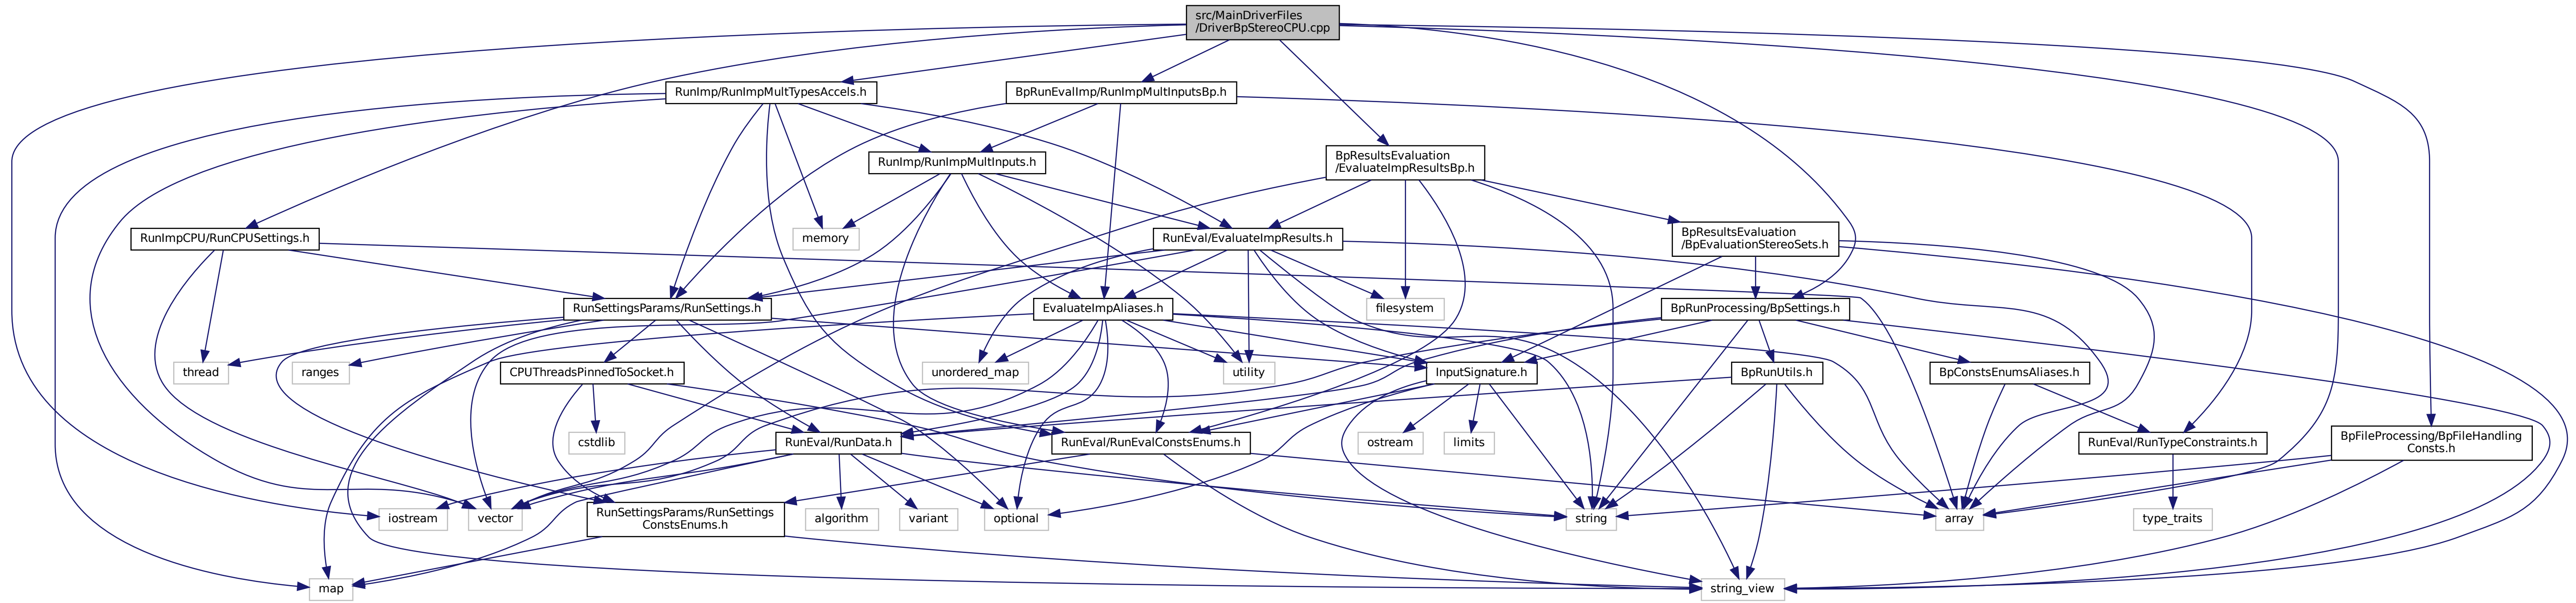 src/MainDriverFiles
/DriverBpStereoCPU.cpp
RunImp/RunImpMultTypesAccels.h
BpRunEvalImp/RunImpMultInputsBp.h
RunImp/RunImpMultInputs.h
BpResultsEvaluation
/EvaluateImpResultsBp.h
RunImpCPU/RunCPUSettings.h
memory
RunEval/EvaluateImpResults.h
BpResultsEvaluation
/BpEvaluationStereoSets.h
RunSettingsParams/RunSettings.h
EvaluateImpAliases.h
filesystem
BpRunProcessing/BpSettings.h
thread
ranges
CPUThreadsPinnedToSocket.h
unordered_map
utility
InputSignature.h
BpRunUtils.h
BpConstsEnumsAliases.h
cstdlib
RunEval/RunData.h
RunEval/RunEvalConstsEnums.h
ostream
limits
RunEval/RunTypeConstraints.h
BpFileProcessing/BpFileHandling
Consts.h
iostream
vector
RunSettingsParams/RunSettings
ConstsEnums.h
algorithm
variant
optional
string
array
type_traits
map
string_view